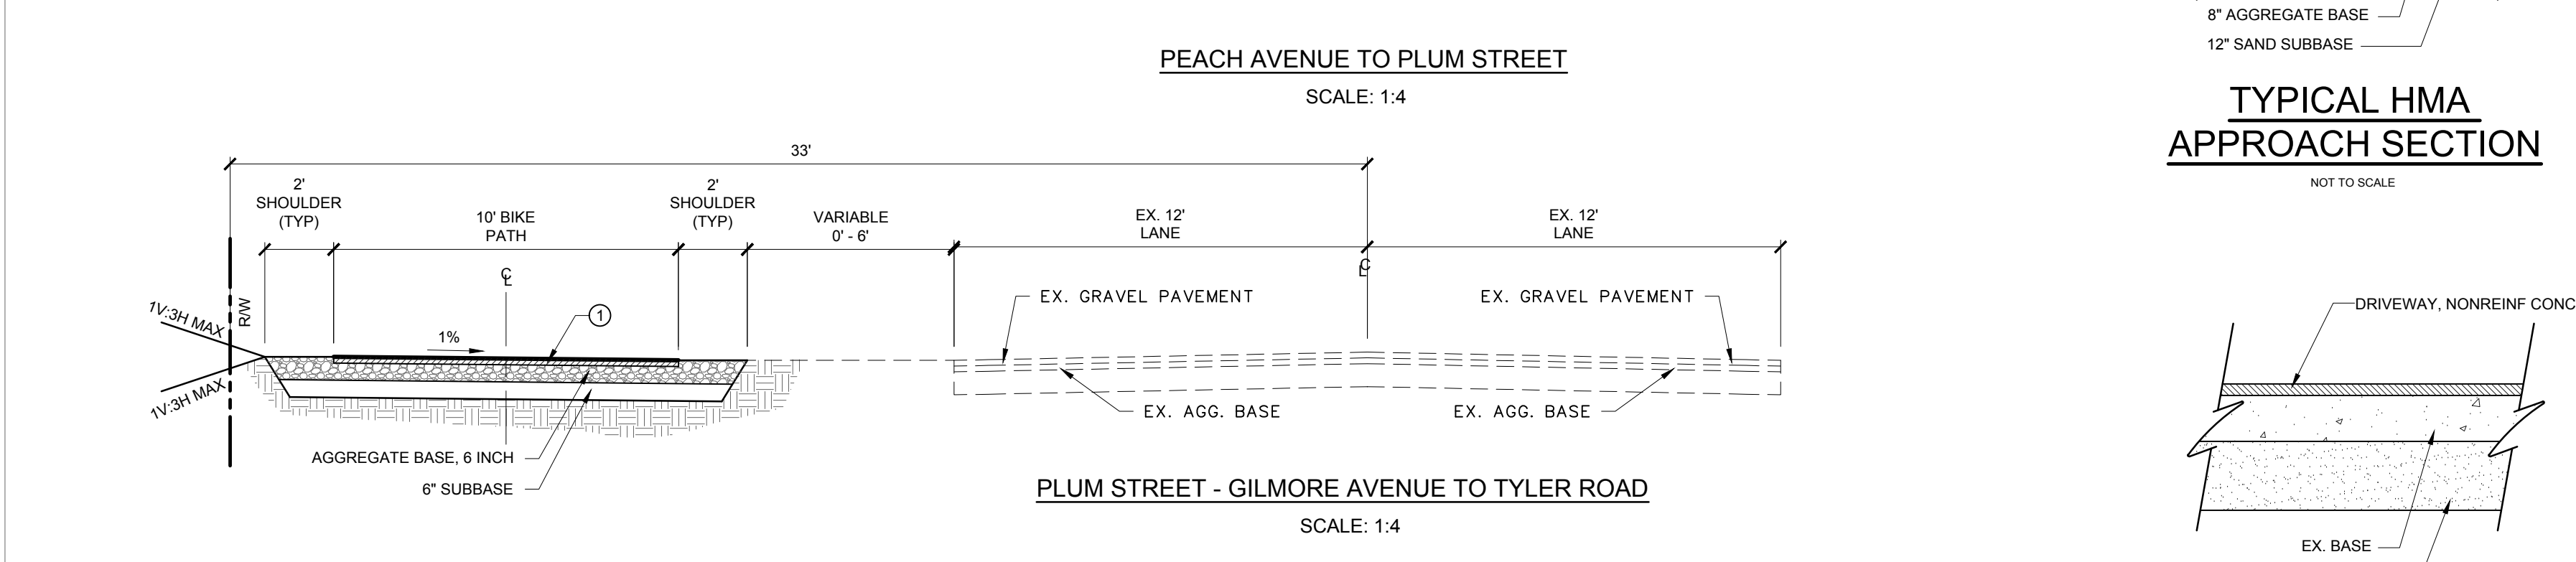 8" AGGREGATE BASE
12" SAND SUBBASE
PEACH AVENUE TO PLUM STREET
SCALE: 1:4
TYPICAL HMA
APPROACH SECTION
NOT TO SCALE
33'
2'
SHOULDER
(TYP)
10' BIKE
PATH
2'
SHOULDER
(TYP)
VARIABLE
0' - 6'
EX. 12'
LANE
EX. 12'
LANE
CL
CL
R/W
1V:3H MAX
1V:3H MAX
1%
1
EX. GRAVEL PAVEMENT
EX. GRAVEL PAVEMENT
EX. AGG. BASE
EX. AGG. BASE
AGGREGATE BASE, 6 INCH
6" SUBBASE
PLUM STREET - GILMORE AVENUE TO TYLER ROAD
SCALE: 1:4
DRIVEWAY, NONREINF CONC
EX. BASE